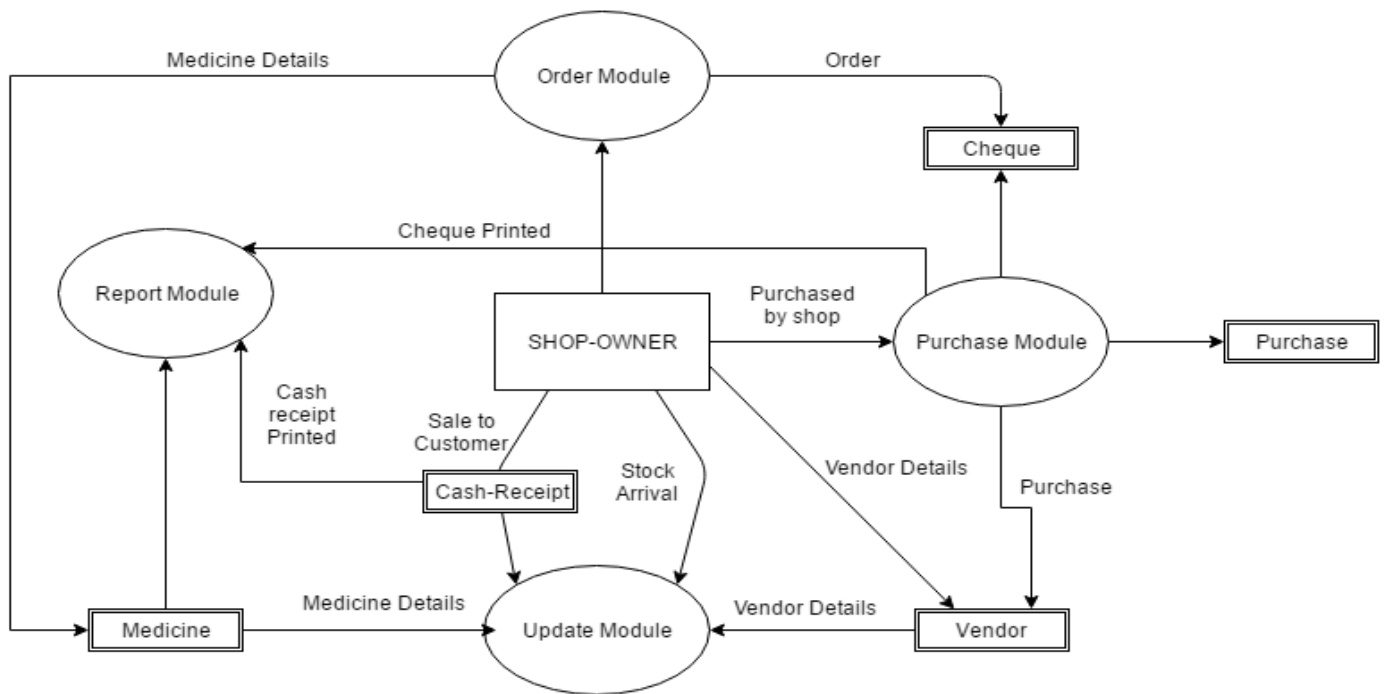 Medicine Details
Order Module
Order
Cheque
Cheque Printed
Report Module
SHOP-OWNER
Purchased
by shop
Purchase Module
Purchase
Cash
receipt
Printed
Sale to
Customer
Cash-Receipt
Stock
Arrival
Vendor Details
Purchase
Medicine
Medicine Details
Update Module
Vendor Details
Vendor